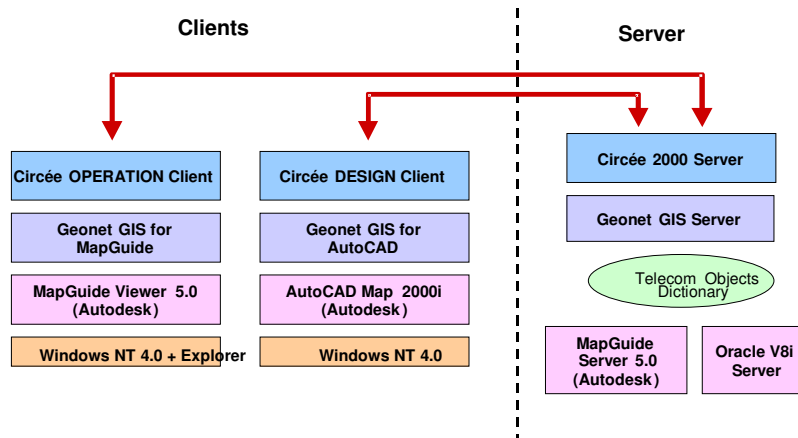 Clients
Server
Circée OPERATION Client
Circée DESIGN Client
Circée 2000 Server
Geonet GIS for
MapGuide
Geonet GIS for
AutoCAD
Geonet GIS Server
Telecom Objects
Dictionary
MapGuide Viewer 5.0
(Autodesk)
AutoCAD Map 2000i
(Autodesk)
Windows NT 4.0 + Explorer
Windows NT 4.0
MapGuide
Server 5.0
(Autodesk)
Oracle V8i
Server